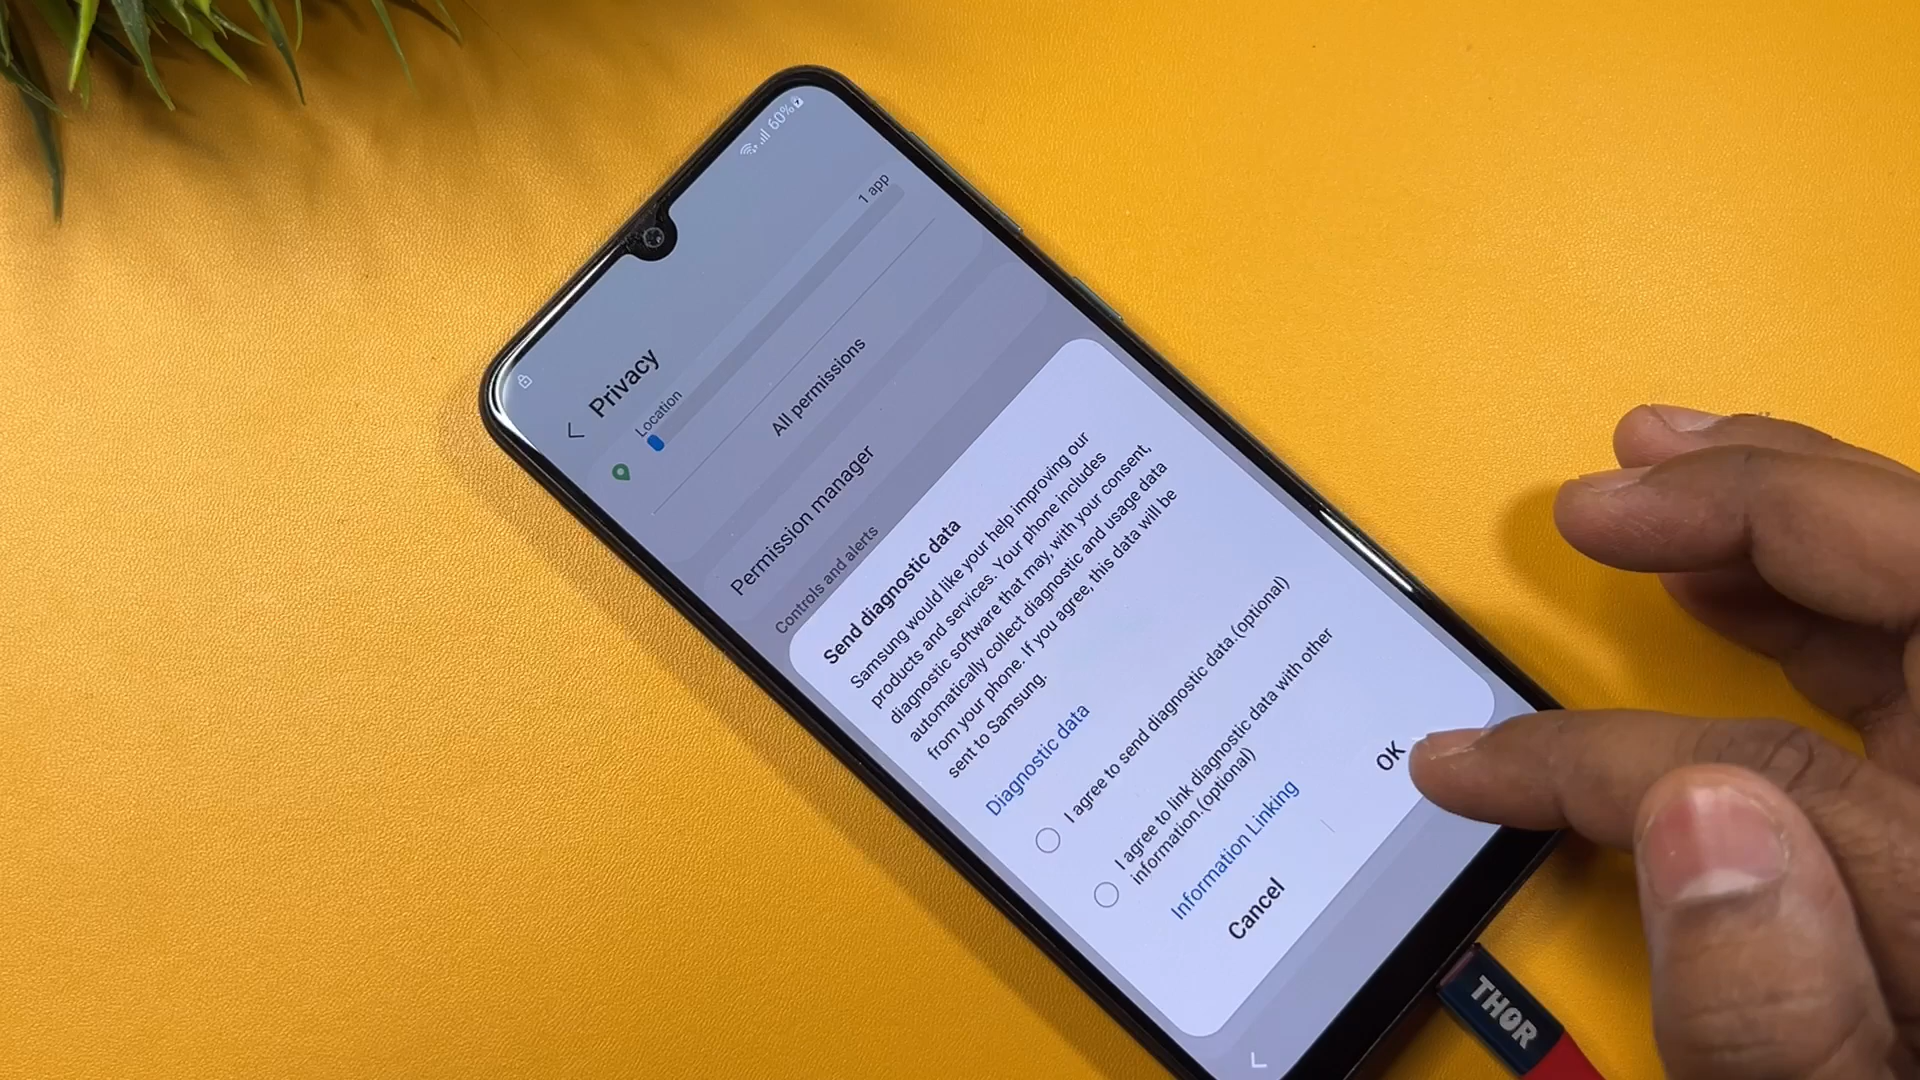 60%
Privacy
Location
1 app
All permissions
Permission manager
Controls and alerts
Send diagnostic data
Samsung would like your help improving our
products and services. Your phone includes
diagnostic software that may, with your consent,
automatically collect diagnostic and usage data
from your phone. If you agree, this data will be
sent to Samsung.
Diagnostic data
I agree to send diagnostic data.(optional)
I agree to link diagnostic data with other
information.(optional)
Information Linking
Cancel
OK
THOR